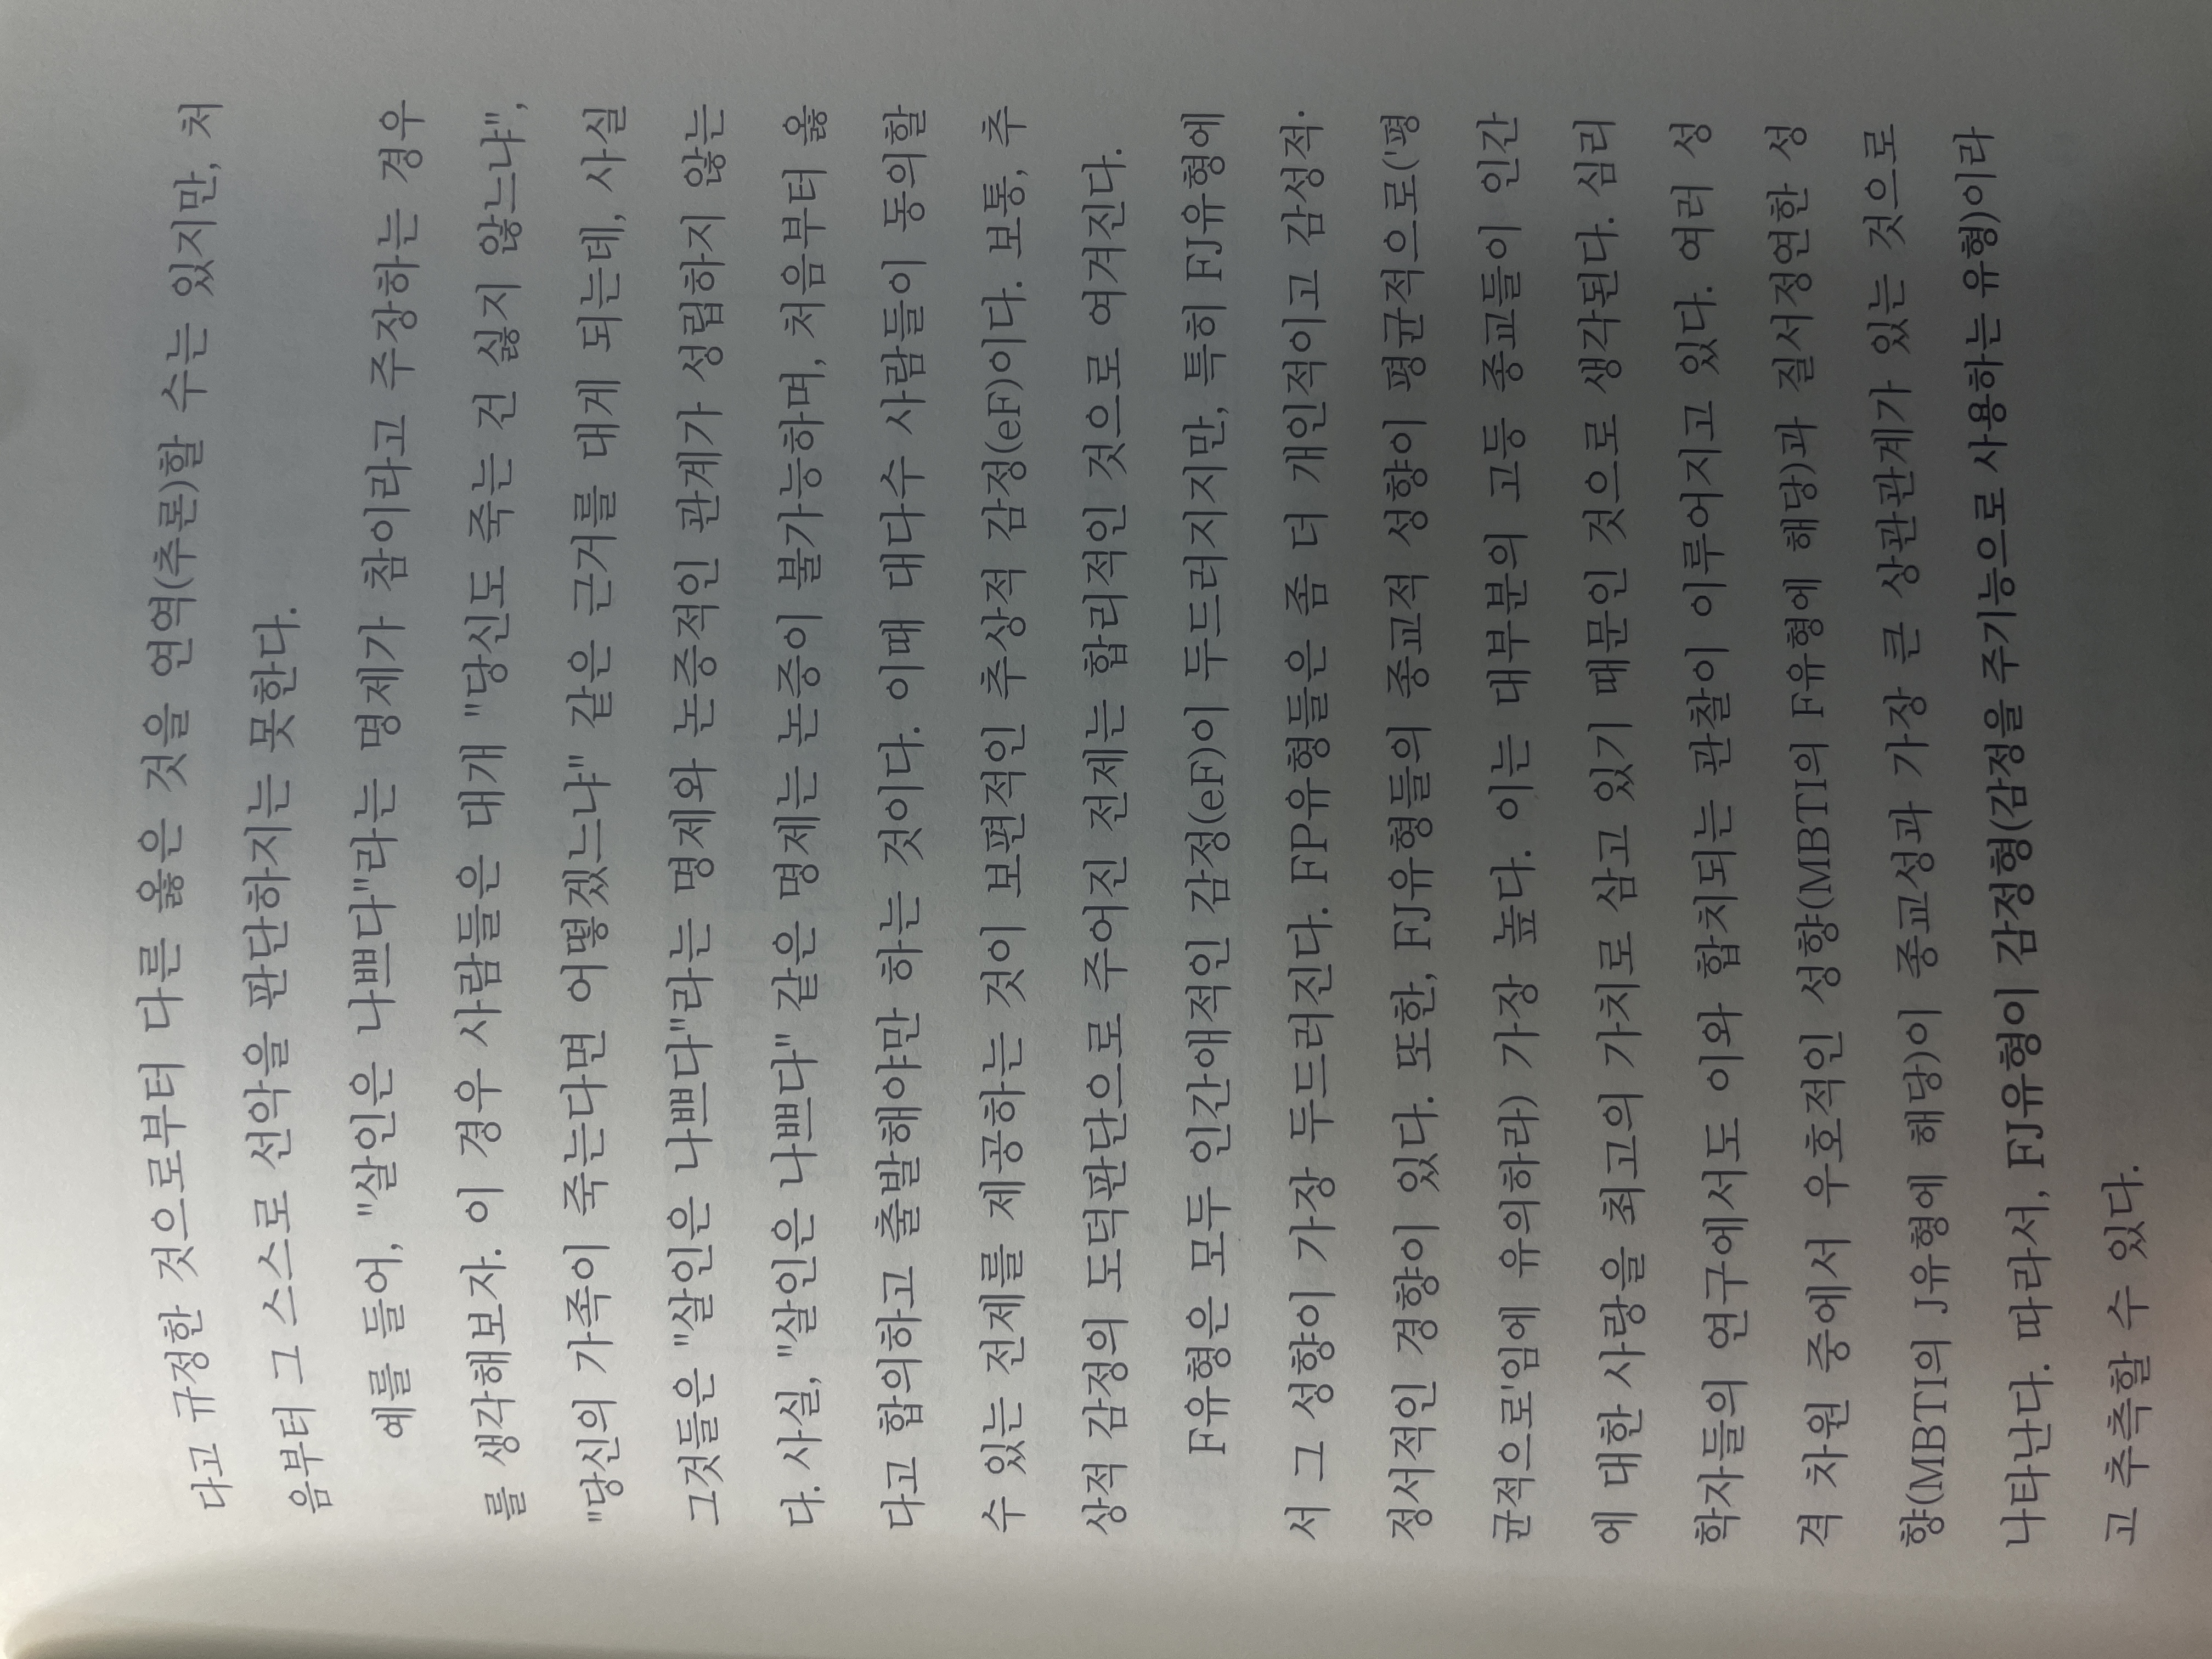 다고 규정한 것으로부터 다른 옳은 것을 연역(추론)할 수는 있지만, 처
음부터 그 스스로 선악을 판단하지는 못한다.
예를 들어, "살인은 나쁘다"라는 명제가 참이라고 주장하는 경우
를 생각해보자. 이 경우 사람들은 대개 "당신도 죽는 건 싫지 않느냐",
"당신의 가족이 죽는다면 어떻겠느냐" 같은 근거를 대게 되는데, 사실
그것들은 "살인은 나쁘다"라는 명제와 논증적인 관계가 성립하지 않는
다. 사실, "살인은 나쁘다" 같은 명제는 논증이 불가능하며, 처음부터 옳
다고 합의하고 출발해야만 하는 것이다. 이때 대다수 사람들이 동의할
수 있는 전제를 제공하는 것이 보편적인 추상적 감정(eF)이다. 보통, 추
상적 감정의 도덕판단으로 주어진 전제는 합리적인 것으로 여겨진다.
F유형은 모두 인간애적인 감정(eF)이 두드러지지만, 특히 FJ유형에
서 그 성향이 가장 두드러진다. FP유형들은 좀 더 개인적이고 감성적·
정서적인 경향이 있다. 또한, FJ유형들의 종교적 성향이 평균적으로('평
균적으로'임에 유의하라) 가장 높다. 이는 대부분의 고등 종교들이 인간
에 대한 사랑을 최고의 가치로 삼고 있기 때문인 것으로 생각된다. 심리
학자들의 연구에서도 이와 합치되는 관찰이 이루어지고 있다. 여러 성
격 차원 중에서 우호적인 성향(MBTI의 F유형에 해당)과 질서정연한 성
향(MBTI의 J유형에 해당)이 종교성과 가장 큰 상관관계가 있는 것으로
나타난다. 따라서, FJ유형이 감정형(감정을 주기능으로 사용하는 유형)이라
고 추측할 수 있다.